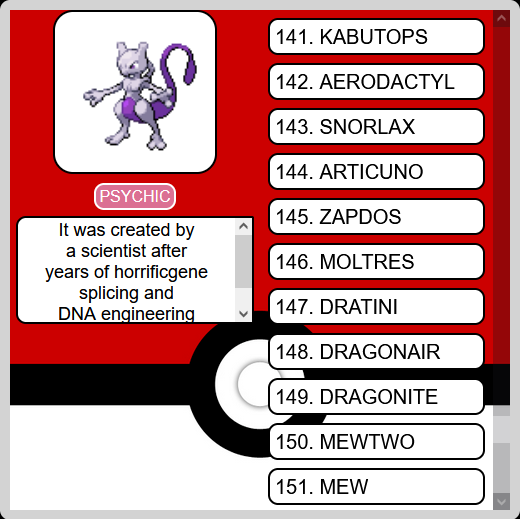 PSYCHIC
It was created by
a scientist after
years of horrificgene
splicing and
DNA engineering
141. KABUTOPS
142. AERODACTYL
143. SNORLAX
144. ARTICUNO
145. ZAPDOS
146. MOLTRES
147. DRATINI
148. DRAGONAIR
149. DRAGONITE
150. MEWTWO
151. MEW